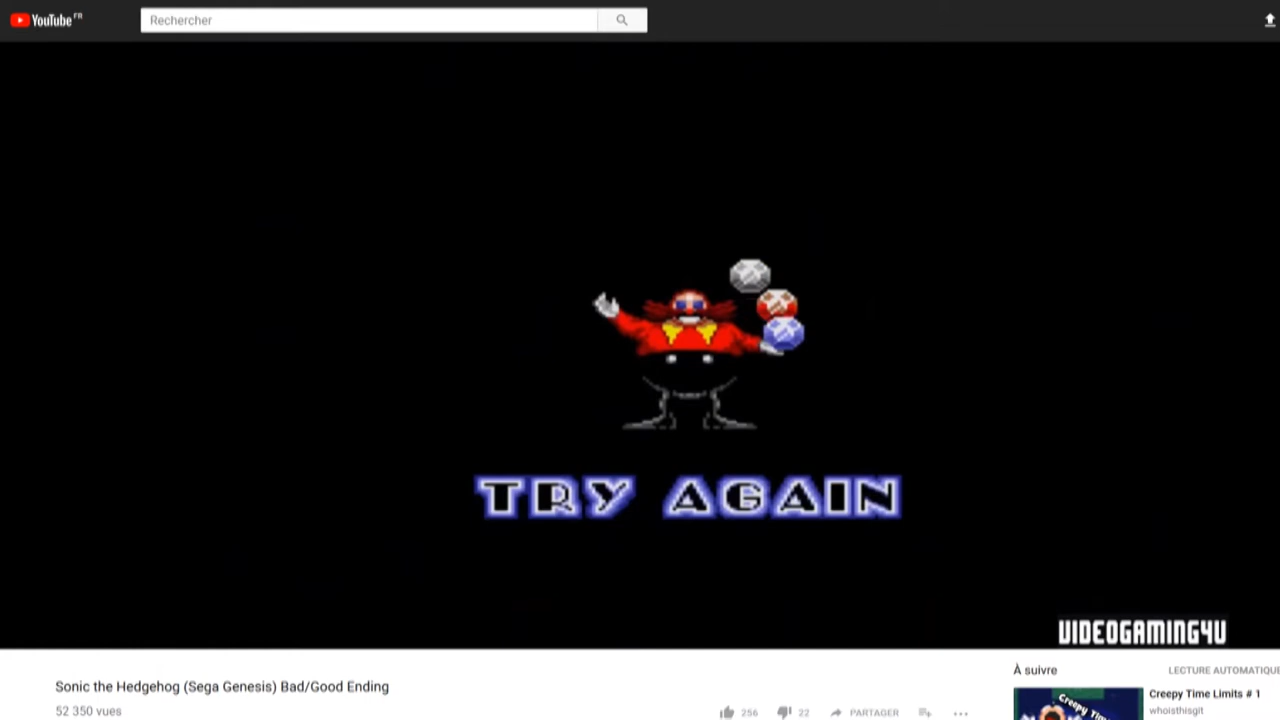 YouTube FR
Rechercher
TRY AGAIN
VIDEOGAMING4U
Sonic the Hedgehog (Sega Genesis) Bad/Good Ending
52 350 vues
256
22
PARTAGER
À suivre
LECTURE AUTOMATIQUE
Creepy Time Limits # 1
whoisthisgit
Creepy